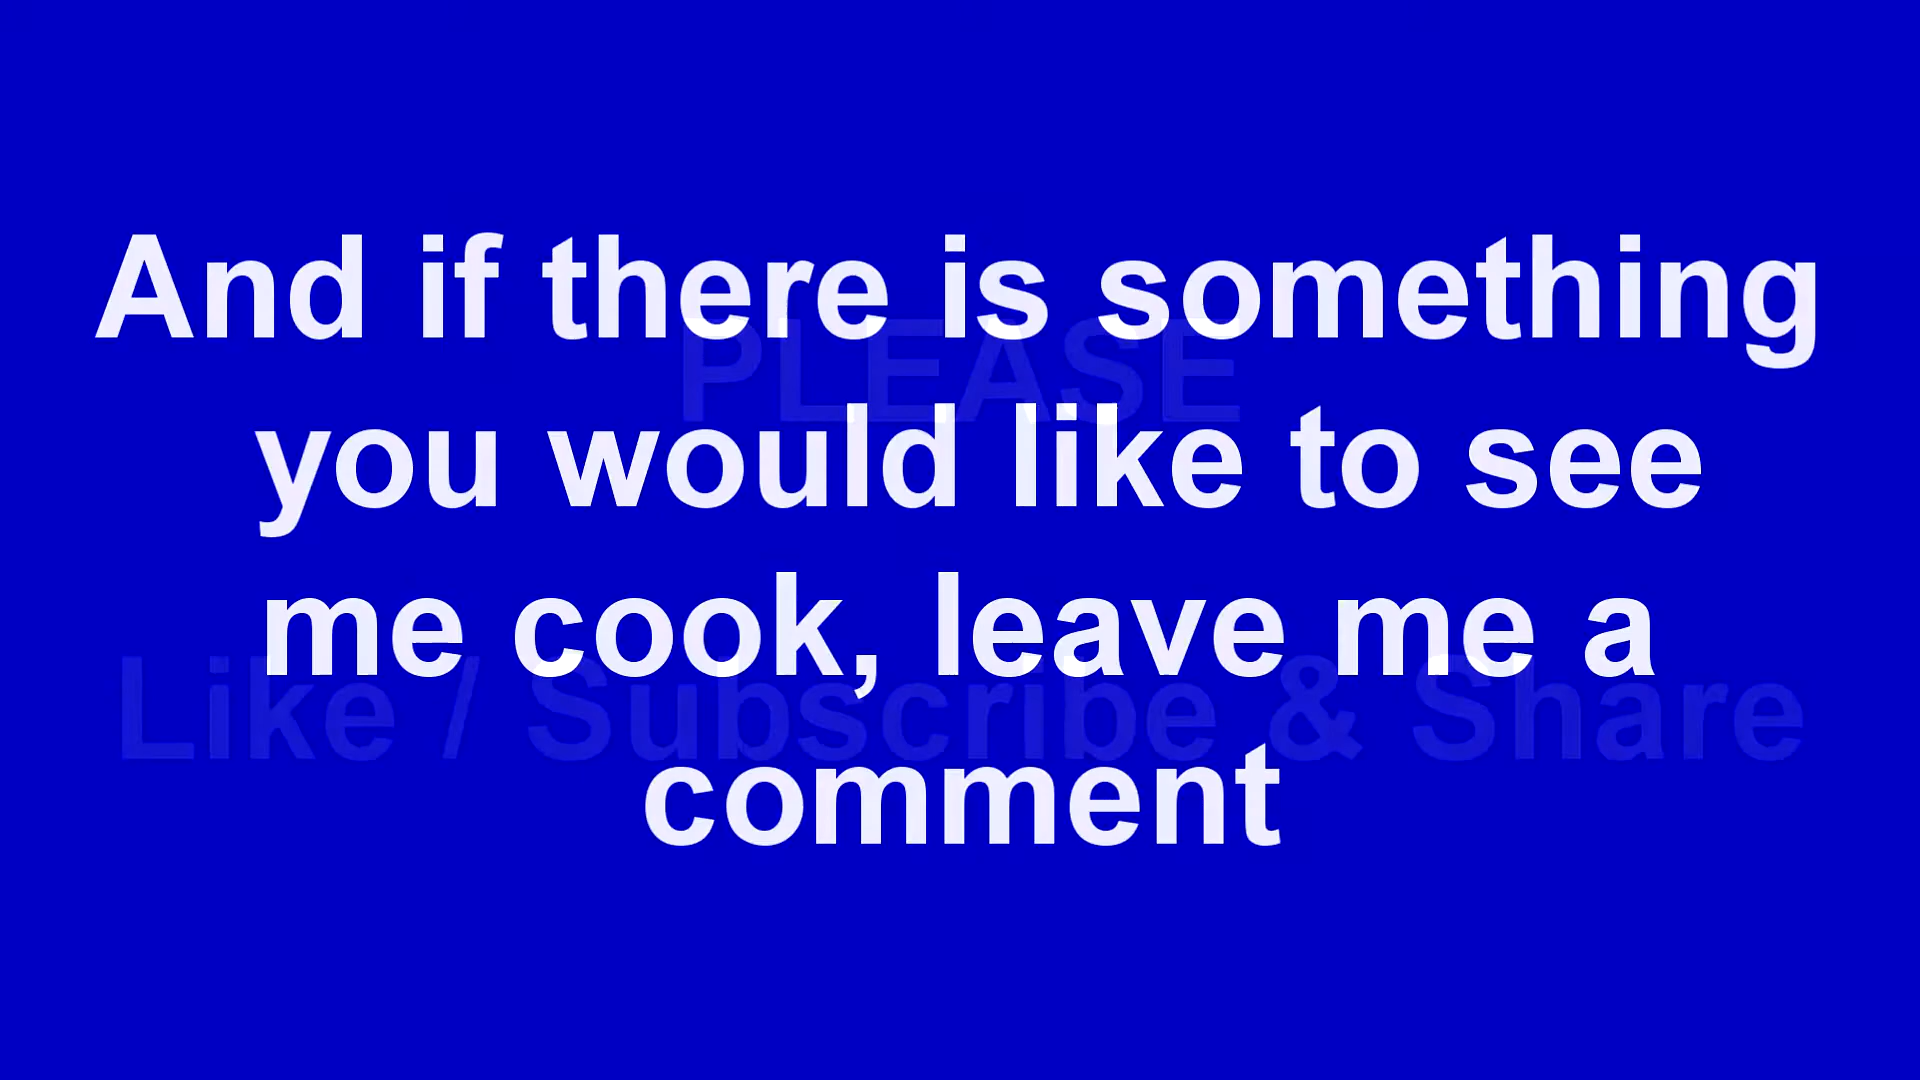 And if there is something
PLEASE
you would like to see
me cook, leave me a
Like / Subscribe & Share
comment